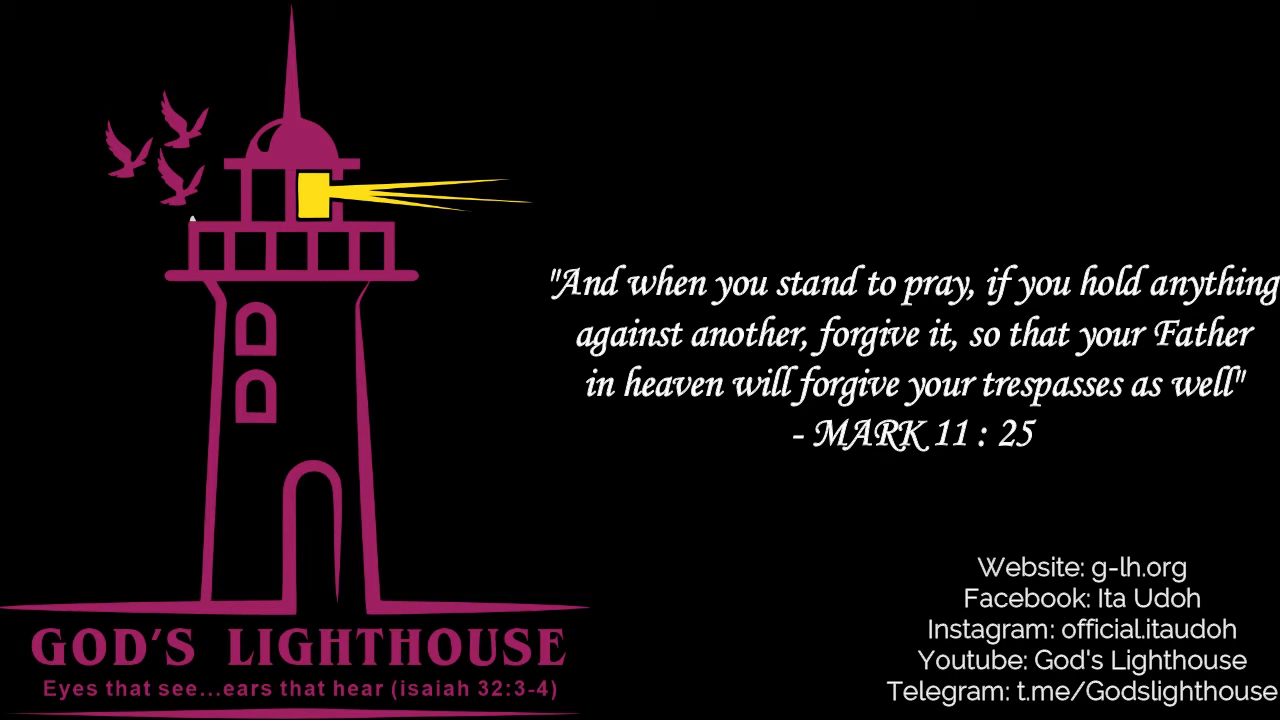 "And when you stand to pray, if you hold anything
against another, forgive it, so that your Father
in heaven will forgive your trespasses as well"
- MARK 11 : 25
GOD'S LIGHTHOUSE
Eyes that see...ears that hear (isaiah 32:3-4)
Website: g-lh.org
Facebook: Ita Udoh
Instagram: official.itaudoh
Youtube: God's Lighthouse
Telegram: t.me/Godslighthouse